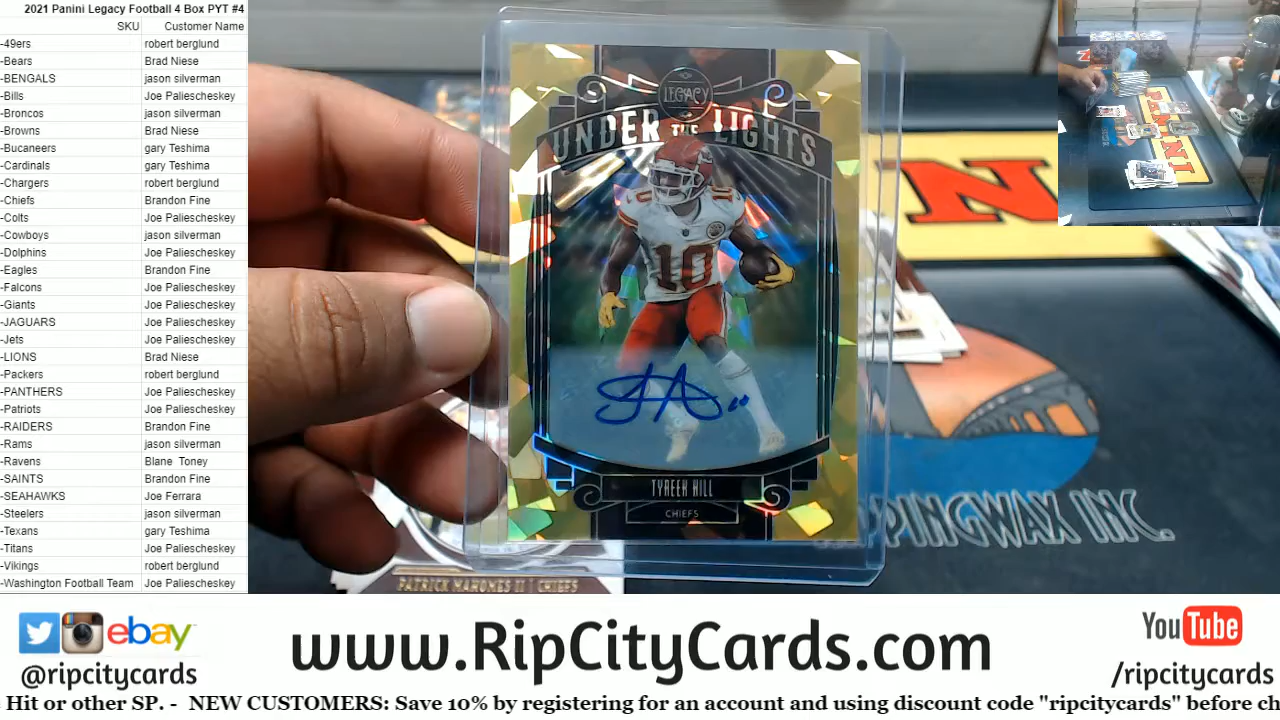 2021 Panini Legacy Football 4 Box PYT #4
SKU Customer Name
-49ers robert berglund
-Bears Brad Niese
-BENGALS jason silverman
-Bills Joe Paliescheskey
-Broncos jason silverman
-Browns Brad Niese
-Bucaneers gary Teshima
-Cardinals gary Teshima
-Chargers robert berglund
-Chiefs Brandon Fine
-Colts Joe Paliescheskey
-Cowboys jason silverman
-Dolphins Joe Paliescheskey
-Eagles Brandon Fine
-Falcons Joe Paliescheskey
-Giants Joe Paliescheskey
-JAGUARS Joe Paliescheskey
-Jets Joe Paliescheskey
-LIONS Brad Niese
-Packers robert berglund
-PANTHERS Joe Paliescheskey
-Patriots Joe Paliescheskey
-RAIDERS Brandon Fine
-Rams jason silverman
-Ravens Blane Toney
-SAINTS Brandon Fine
-SEAHAWKS Joe Ferrara
-Steelers jason silverman
-Texans gary Teshima
-Titans Joe Paliescheskey
-Vikings robert berglund
-Washington Football Team Joe Paliescheskey
LEGACY
UNDER THE LIGHTS
10
10
TYREEK HILL
CHIEFS
PATRICK MAHOMES II | CHIEFS
PPINGWAX INC.
PANINI
ebay
@ripcitycards
www.RipCityCards.com
YouTube
/ripcitycards
Hit or other SP. - NEW CUSTOMERS: Save 10% by registering for an account and using discount code "ripcitycards" before ch